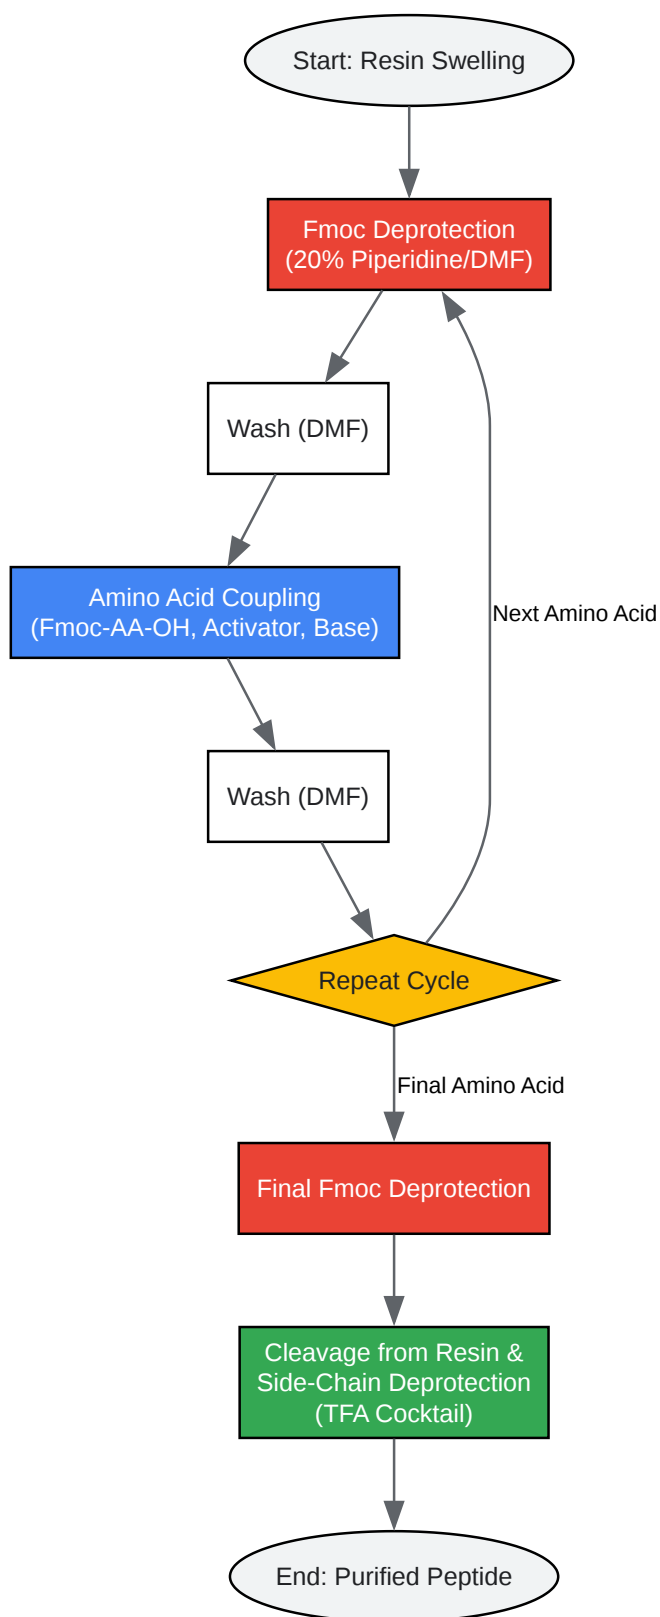 Start: Resin Swelling
Fmoc Deprotection
(20% Piperidine/DMF)
Wash (DMF)
Amino Acid Coupling
(Fmoc-AA-OH, Activator, Base)
Next Amino Acid
Wash (DMF)
Repeat Cycle
Final Amino Acid
Final Fmoc Deprotection
Cleavage from Resin &
Side-Chain Deprotection
(TFA Cocktail)
End: Purified Peptide